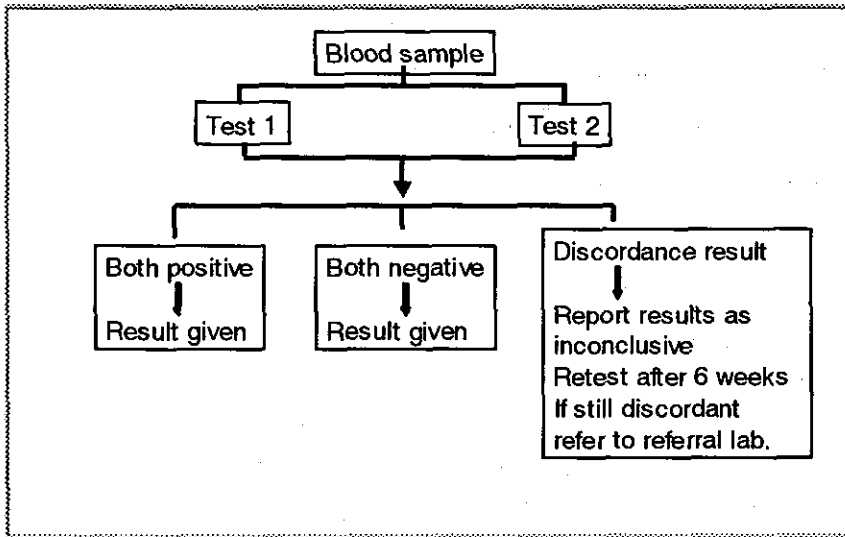 Blood sample
Test 1
Test 2
Both positive
Result given
Both negative
Result given
Discordance result
Report results as
inconclusive
Retest after 6 weeks
If still discordant
refer to referral lab.